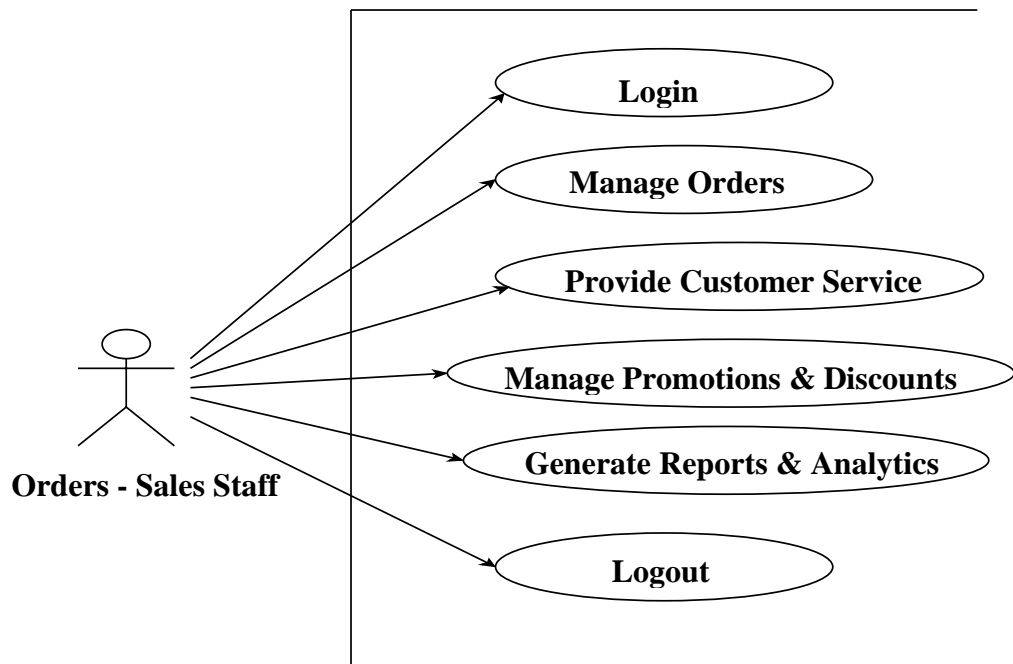 Login
Manage Orders
Provide Customer Service
Manage Promotions & Discounts
Generate Reports & Analytics
Orders - Sales Staff
Logout